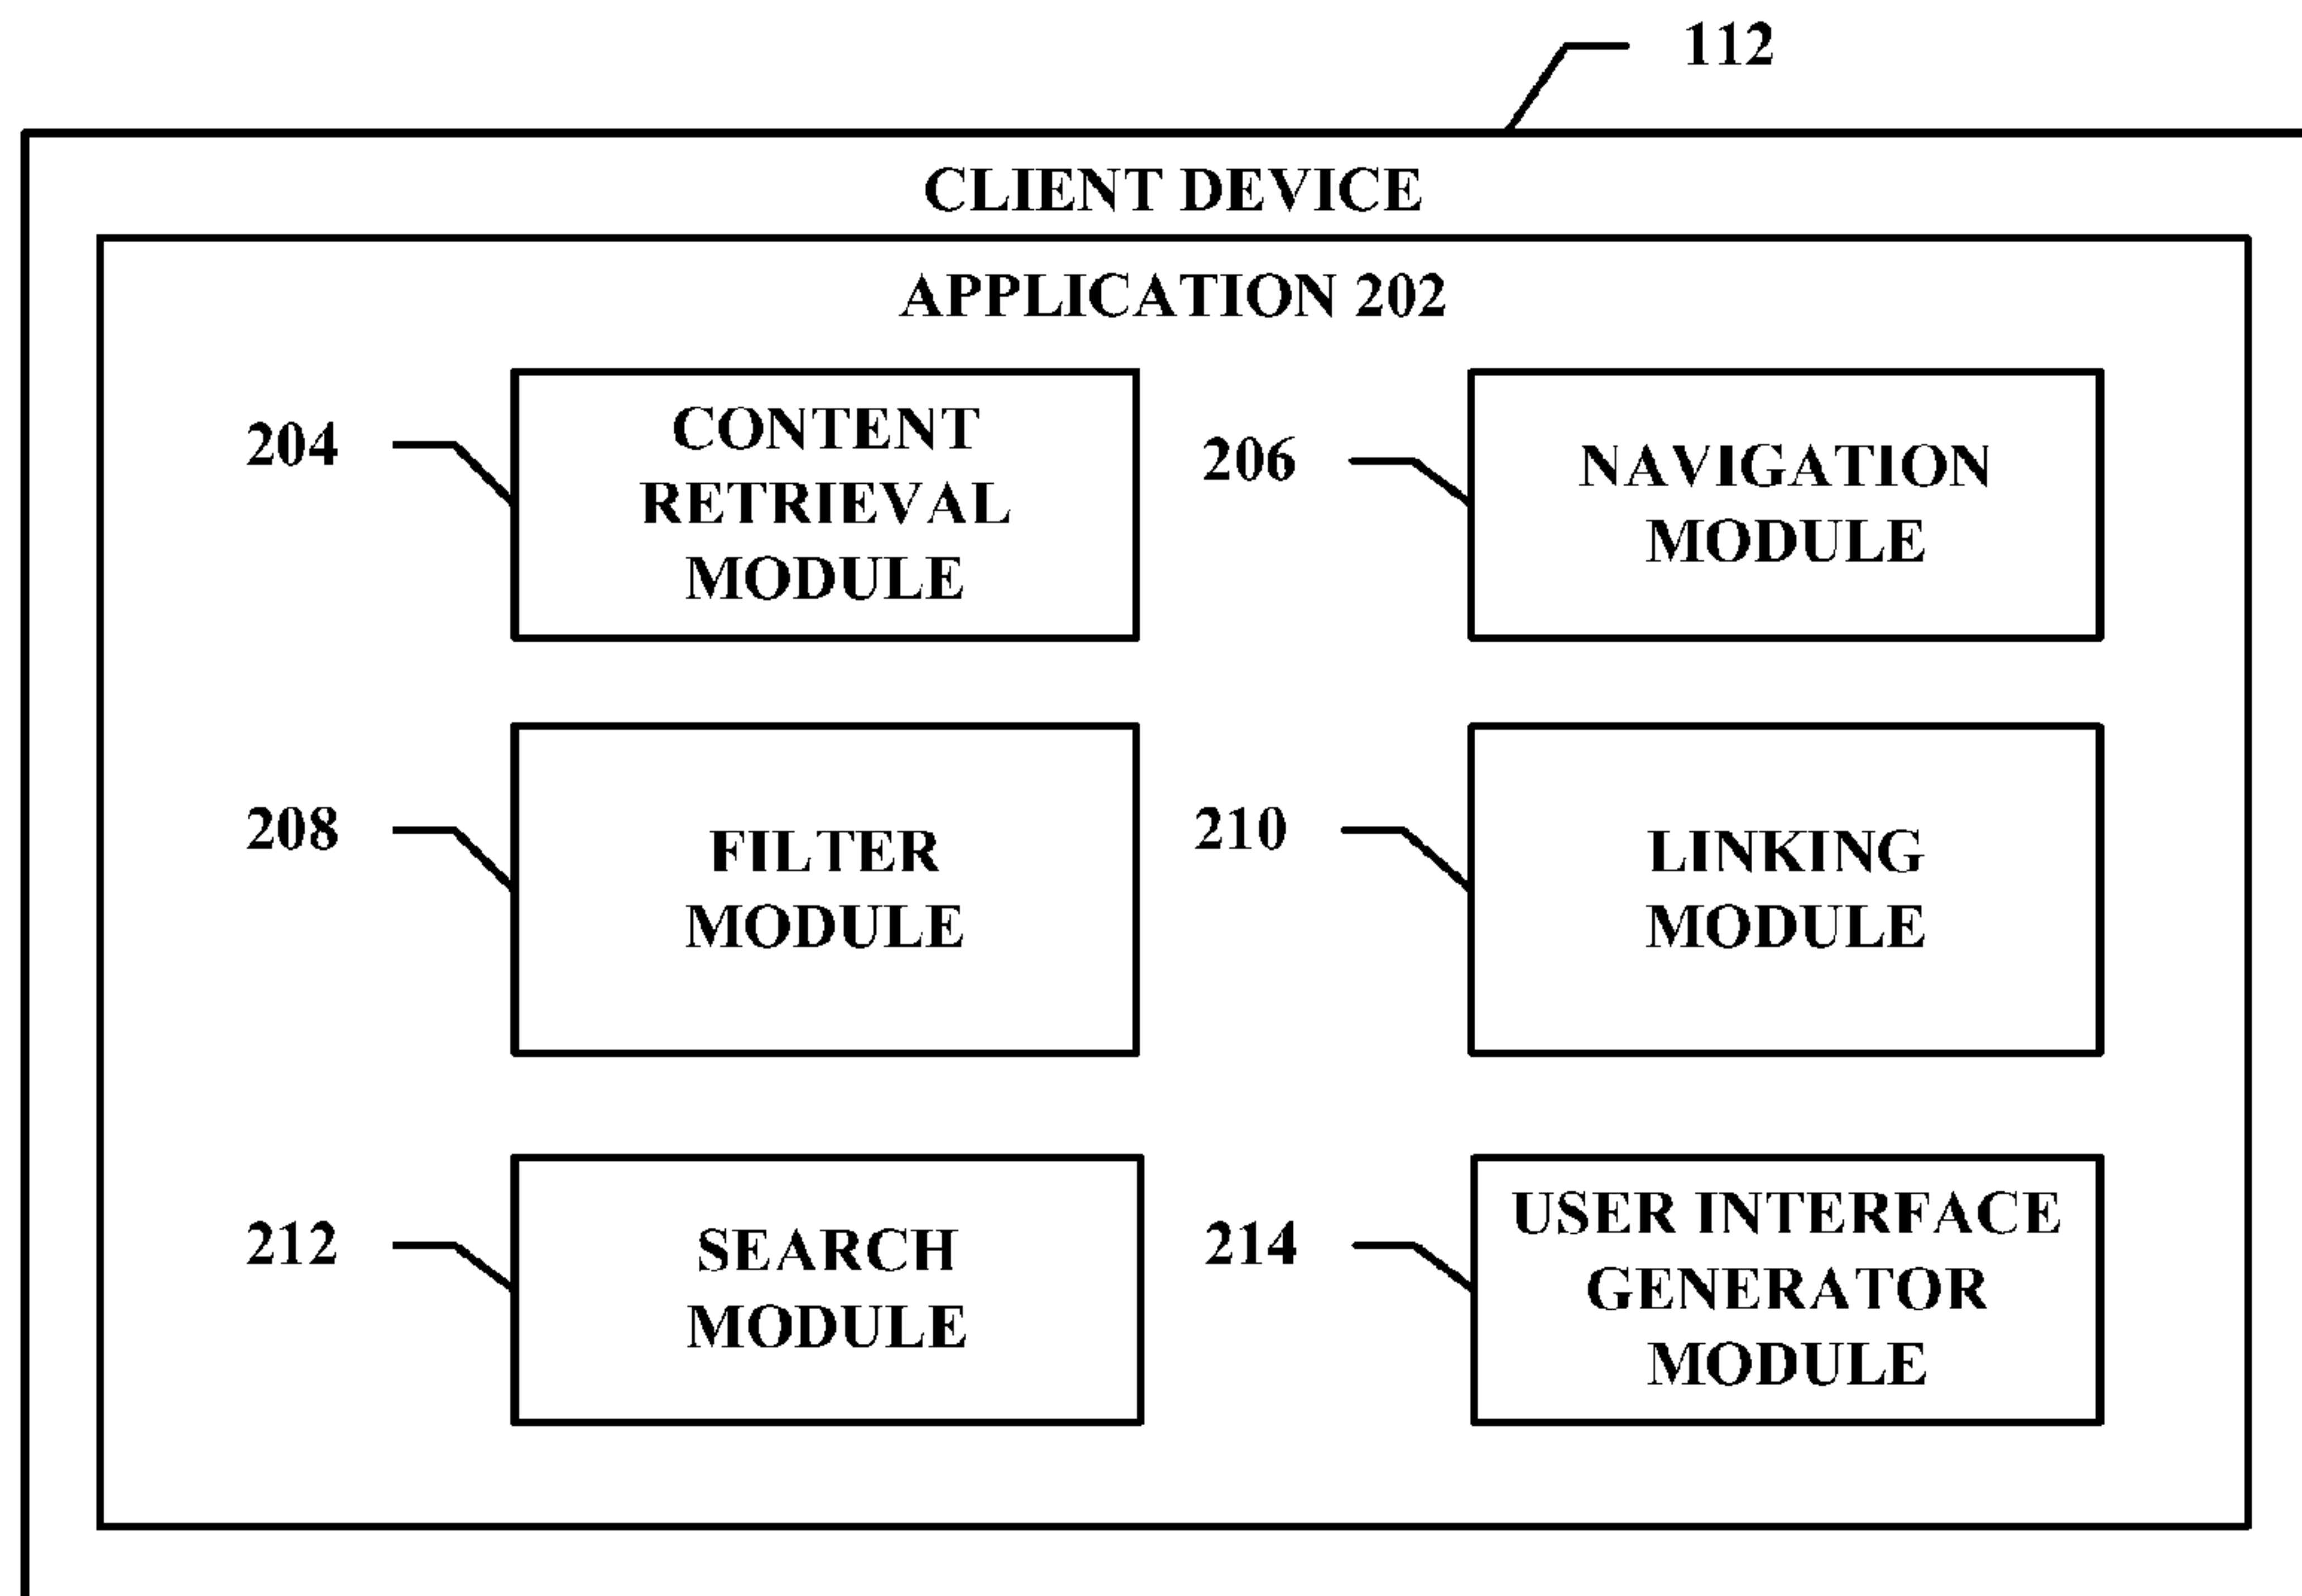 112
CLIENT DEVICE
APPLICATION 202
204
CONTENT
RETRIEVAL
MODULE
206
NAVIGATION
MODULE
208
FILTER
MODULE
210
LINKING
MODULE
212
SEARCH
MODULE
214
USER INTERFACE
GENERATOR
MODULE